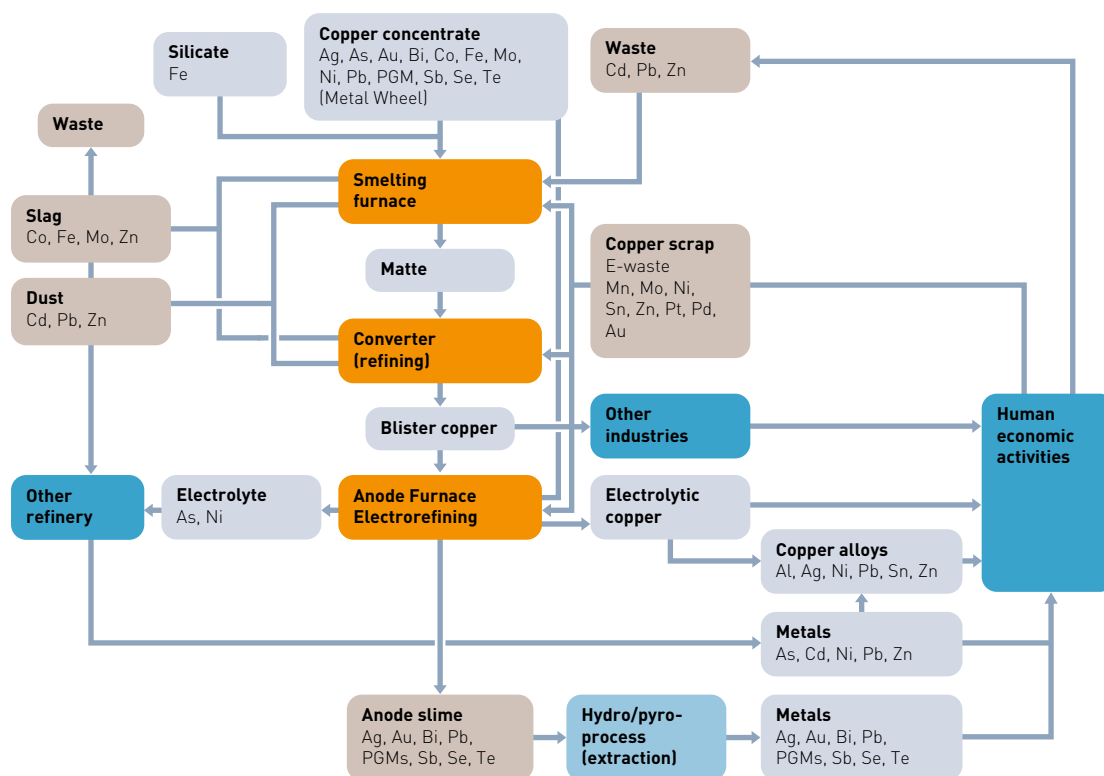 Silicate
Fe
Copper concentrate
Ag, As, Au, Bi, Co, Fe, Mo,
Ni, Pb, PGM, Sb, Se, Te
(Metal Wheel)
Waste
Cd, Pb, Zn
Waste
Smelting
furnace
Slag
Co, Fe, Mo, Zn
Copper scrap
E-waste
Mn, Mo, Ni,
Sn, Zn, Pt, Pd,
Au
Matte
Dust
Cd, Pb, Zn
Converter
(refining)
Blister copper
Other
industries
Human
economic
activities
Other
refinery
Electrolyte
As, Ni
Anode Furnace
Electrorefining
Electrolytic
copper
Copper alloys
Al, Ag, Ni, Pb, Sn, Zn
Metals
As, Cd, Ni, Pb, Zn
Anode slime
Ag, Au, Bi, Pb,
PGMs, Sb, Se, Te
Hydro/pyro-
process
(extraction)
Metals
Ag, Au, Bi, Pb,
PGMs, Sb, Se, Te